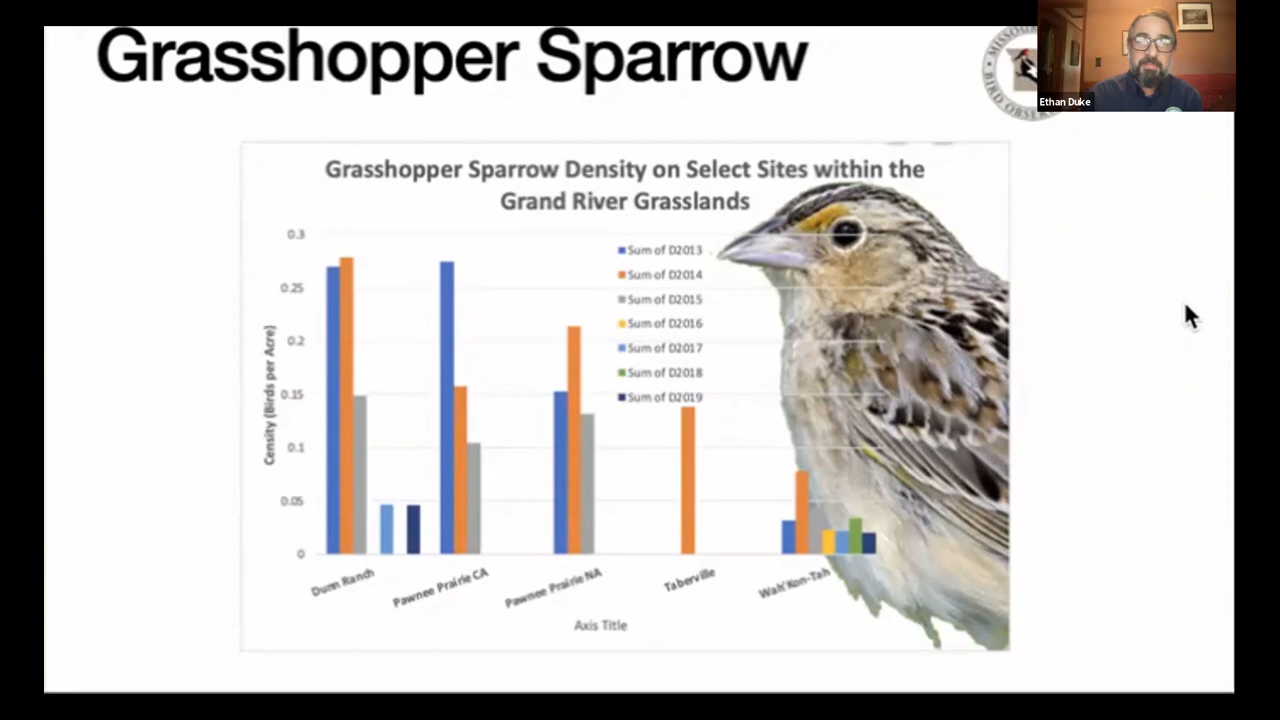 Grasshopper Sparrow
Ethan Duke
Grasshopper Sparrow Density on Select Sites within the
Grand River Grasslands
Censity (Birds per Acre)
0.3
0.25
0.2
0.15
0.1
0.05
0
Sum of D2013
Sum of D2014
Sum of D2015
Sum of D2016
Sum of D2017
Sum of D2018
Sum of D2019
Dunn Ranch
Pawnee Prairie CA
Pawnee Prairie NA
Taberville
Wah'Kon-Tah
Axis Title